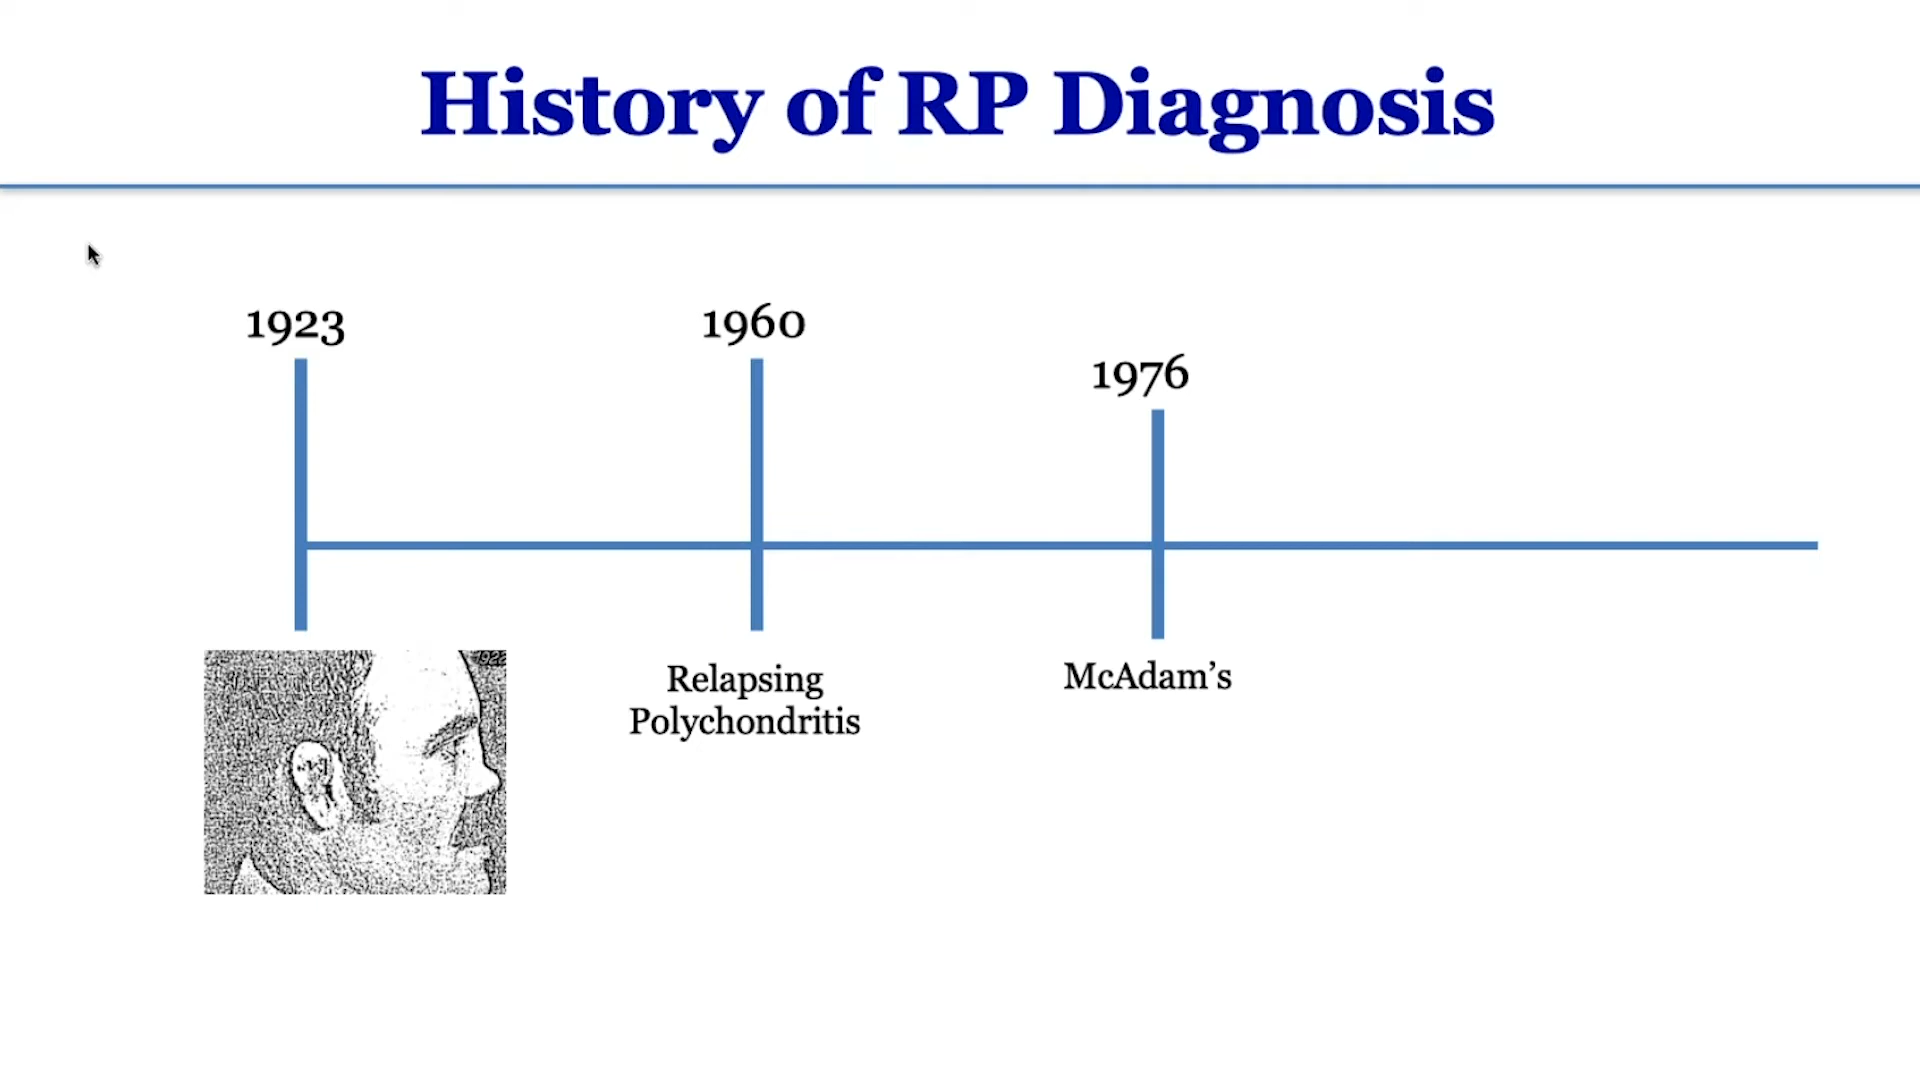 History of RP Diagnosis
1923
1960
1976
Relapsing
Polychondritis
McAdam’s